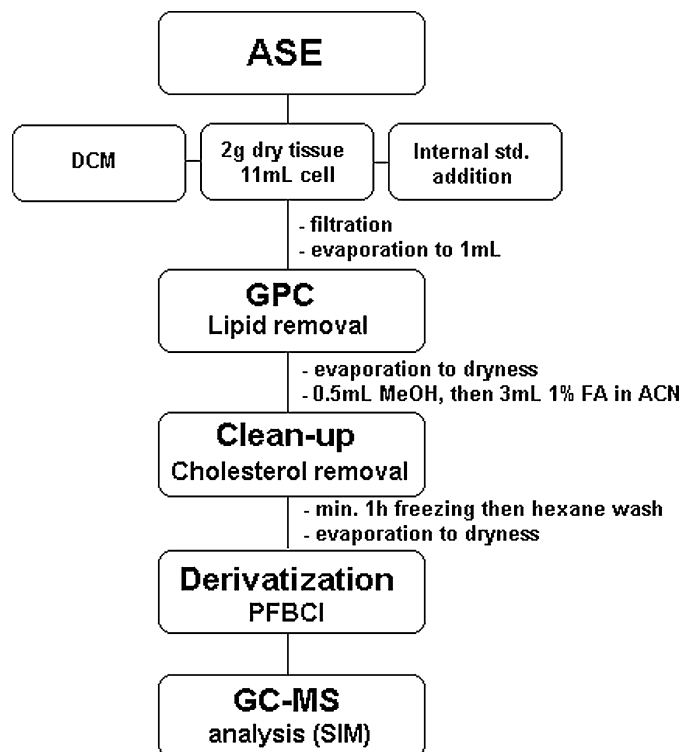 ASE
DCM
2g dry tissue
11mL cell
Internal std.
addition
- filtration
- evaporation to 1mL
GPC
Lipid removal
- evaporation to dryness
- 0.5mL MeOH, then 3mL 1% FA in ACN
Clean-up
Cholesterol removal
- min. 1h freezing then hexane wash
- evaporation to dryness
Derivatization
PFBCl
GC-MS
analysis (SIM)